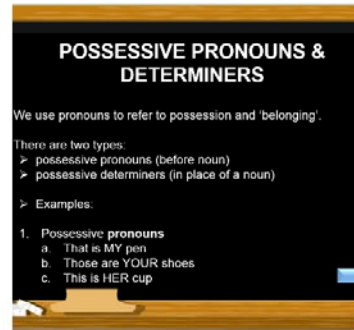 POSSESSIVE PRONOUNS &
DETERMINERS
We use pronouns to refer to possession and 'belonging'.
There are two types:
➢ possessive pronouns (before noun)
➢ possessive determiners (in place of a noun)
➢ Examples:
1. Possessive pronouns
a. That is MY pen
b. Those are YOUR shoes
c. This is HER cup